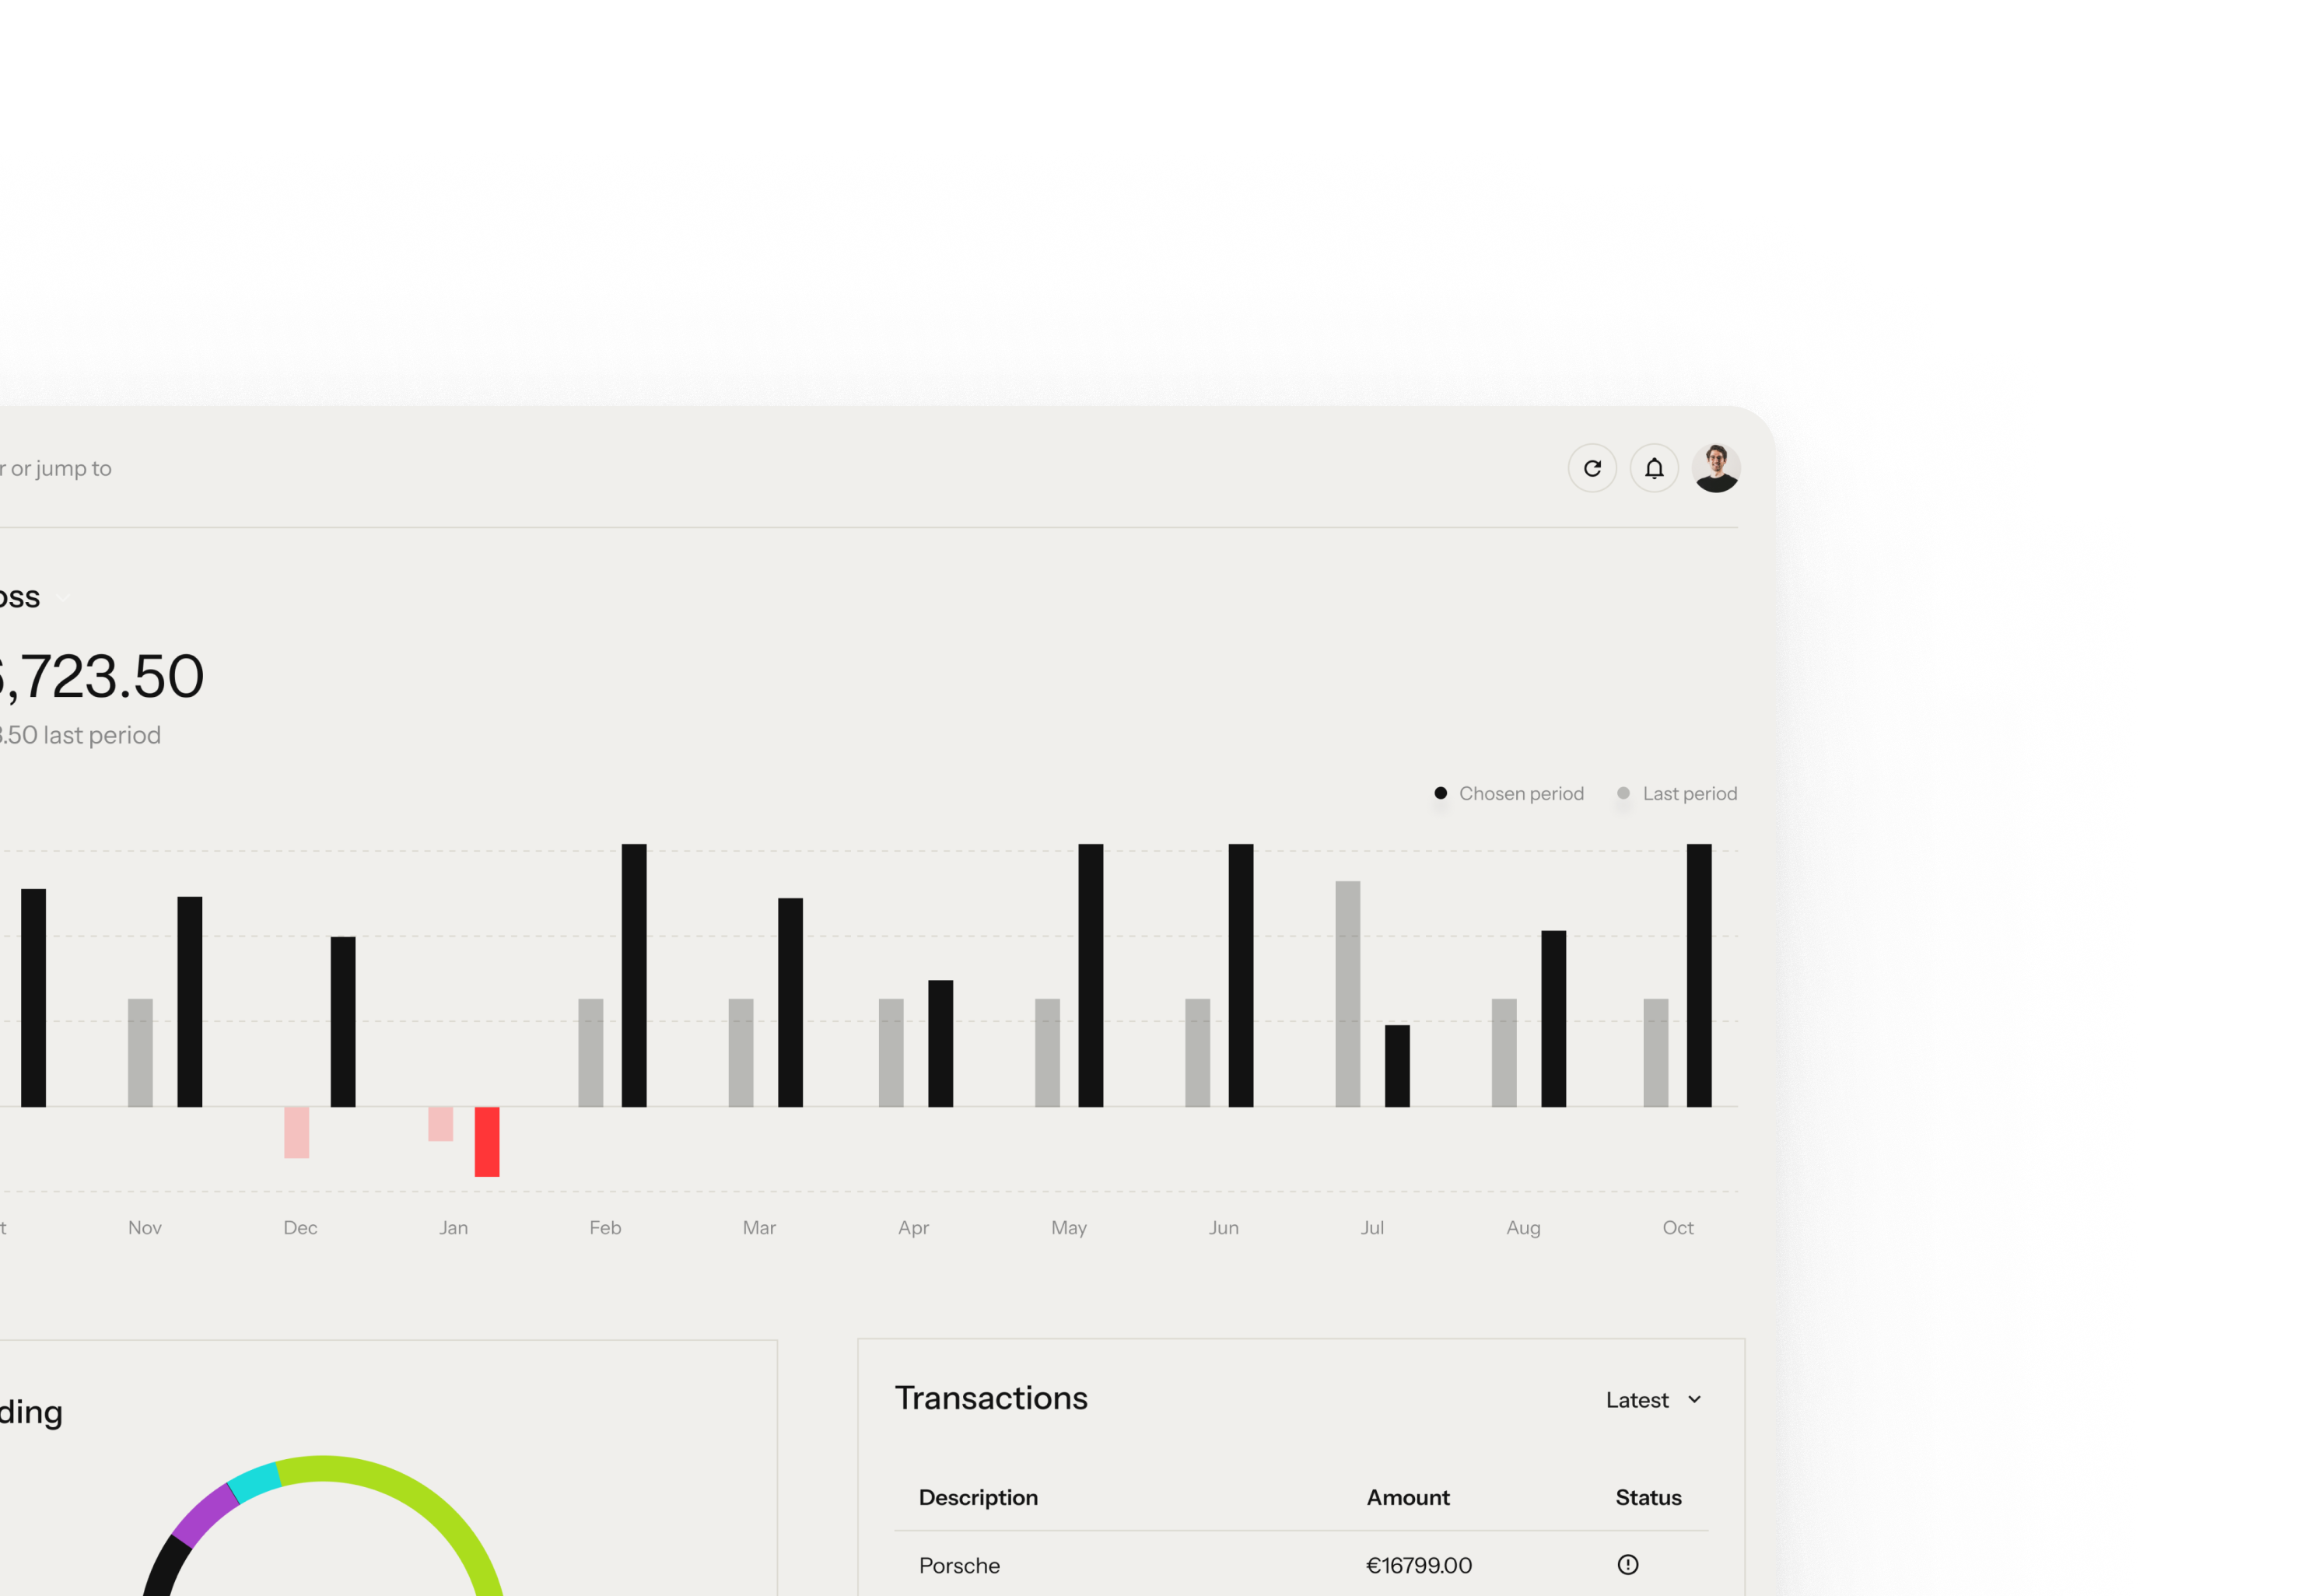 r or jump to
oss
,723.50
.50 last period
Chosen period Last period
t Nov Dec Jan Feb Mar Apr May Jun Jul Aug Oct
ding Transactions Latest
Description Amount Status
Porsche €16799.00